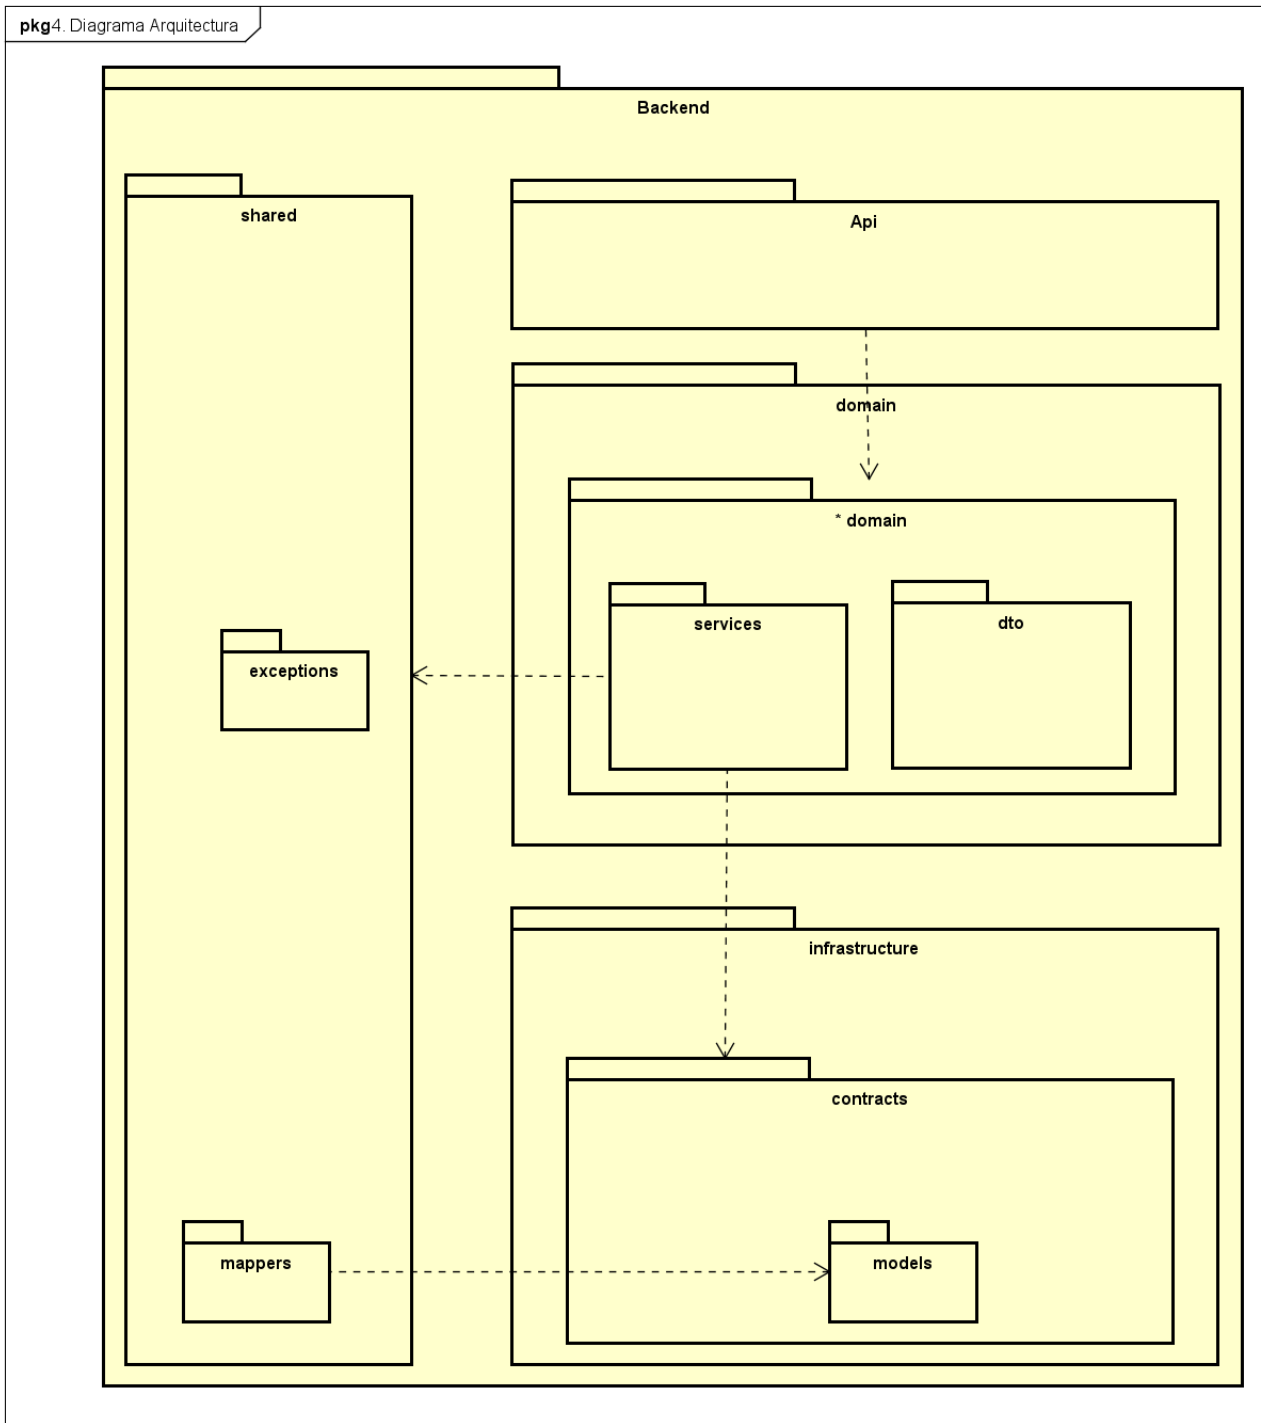 pkg4. Diagrama Arquitectura
Backend
shared
Api
domain
* domain
services
dto
exceptions
infrastructure
contracts
mappers
models